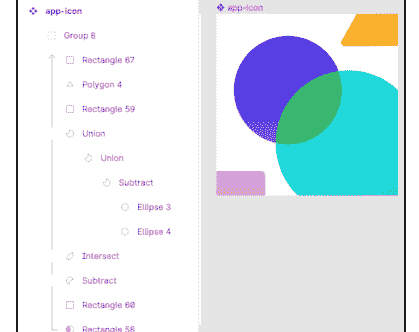 app-icon
Group 6
Rectangle 67
Polygon 4
Rectangle 59
Union
Union
Subtract
Ellipse 3
Ellipse 4
Intersect
Subtract
Rectangle 60
Rectangle 58
app-icon